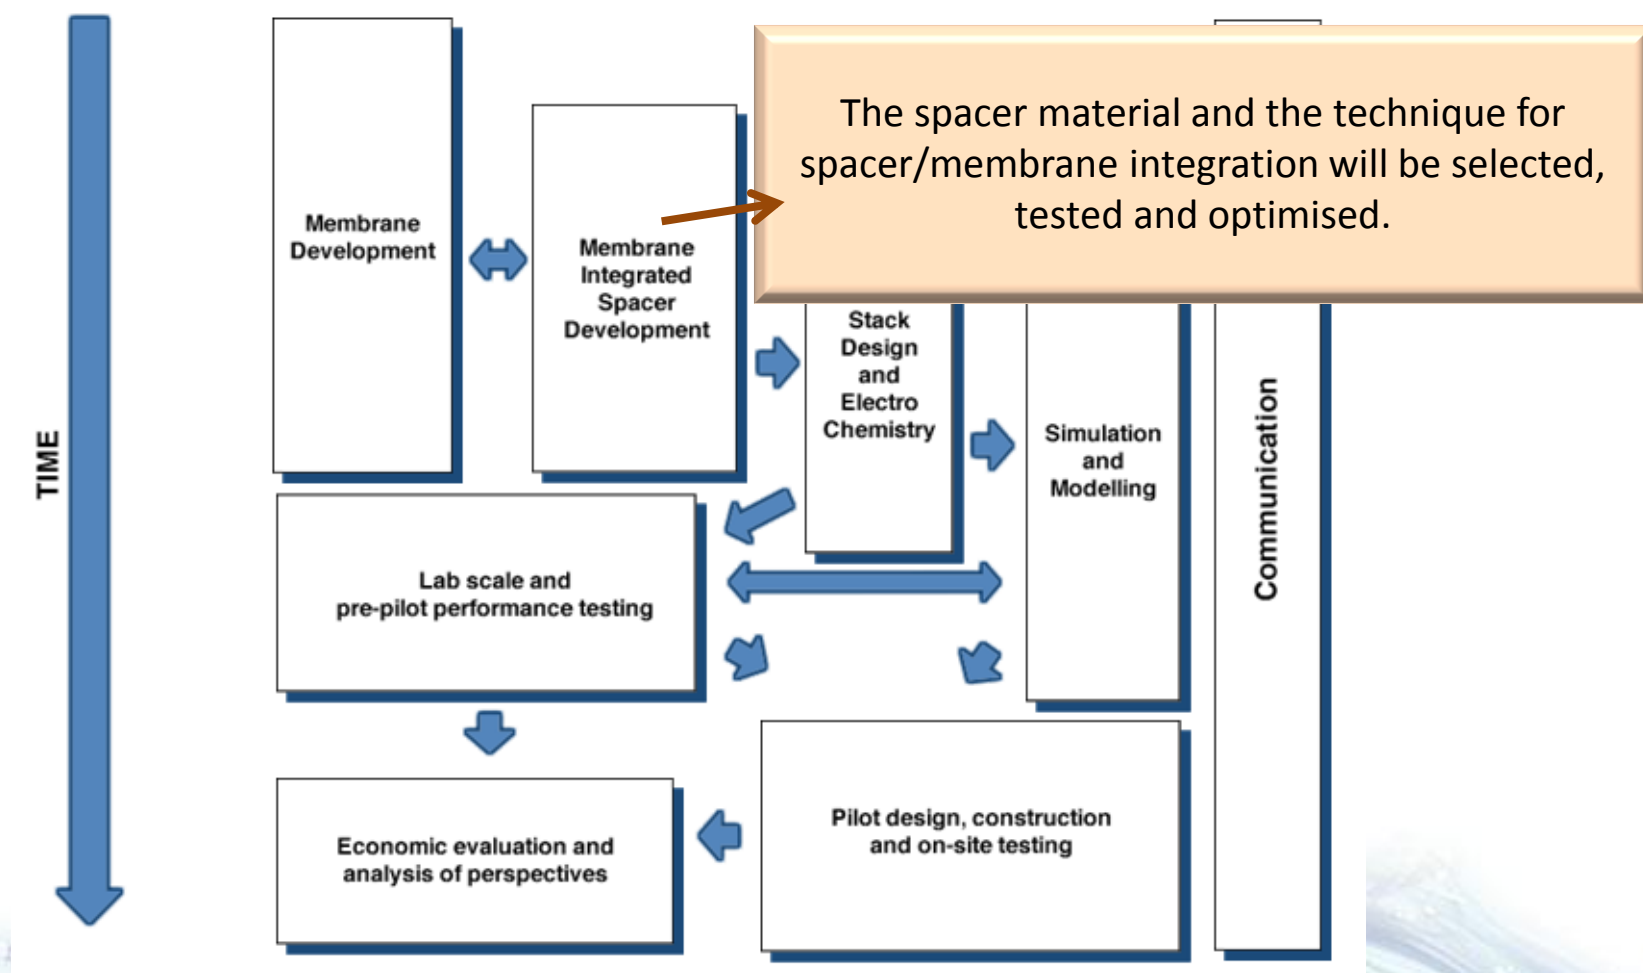 The spacer material and the technique for
spacer/membrane integration will be selected,
tested and optimised.
Membrane
Development
Membrane
Integrated
Spacer
Development
Stack
Design
and
Electro
Chemistry
Simulation
and
Modelling
Communication
TIME
Lab scale and
pre-pilot performance testing
Pilot design, construction
and on-site testing
Economic evaluation and
analysis of perspectives